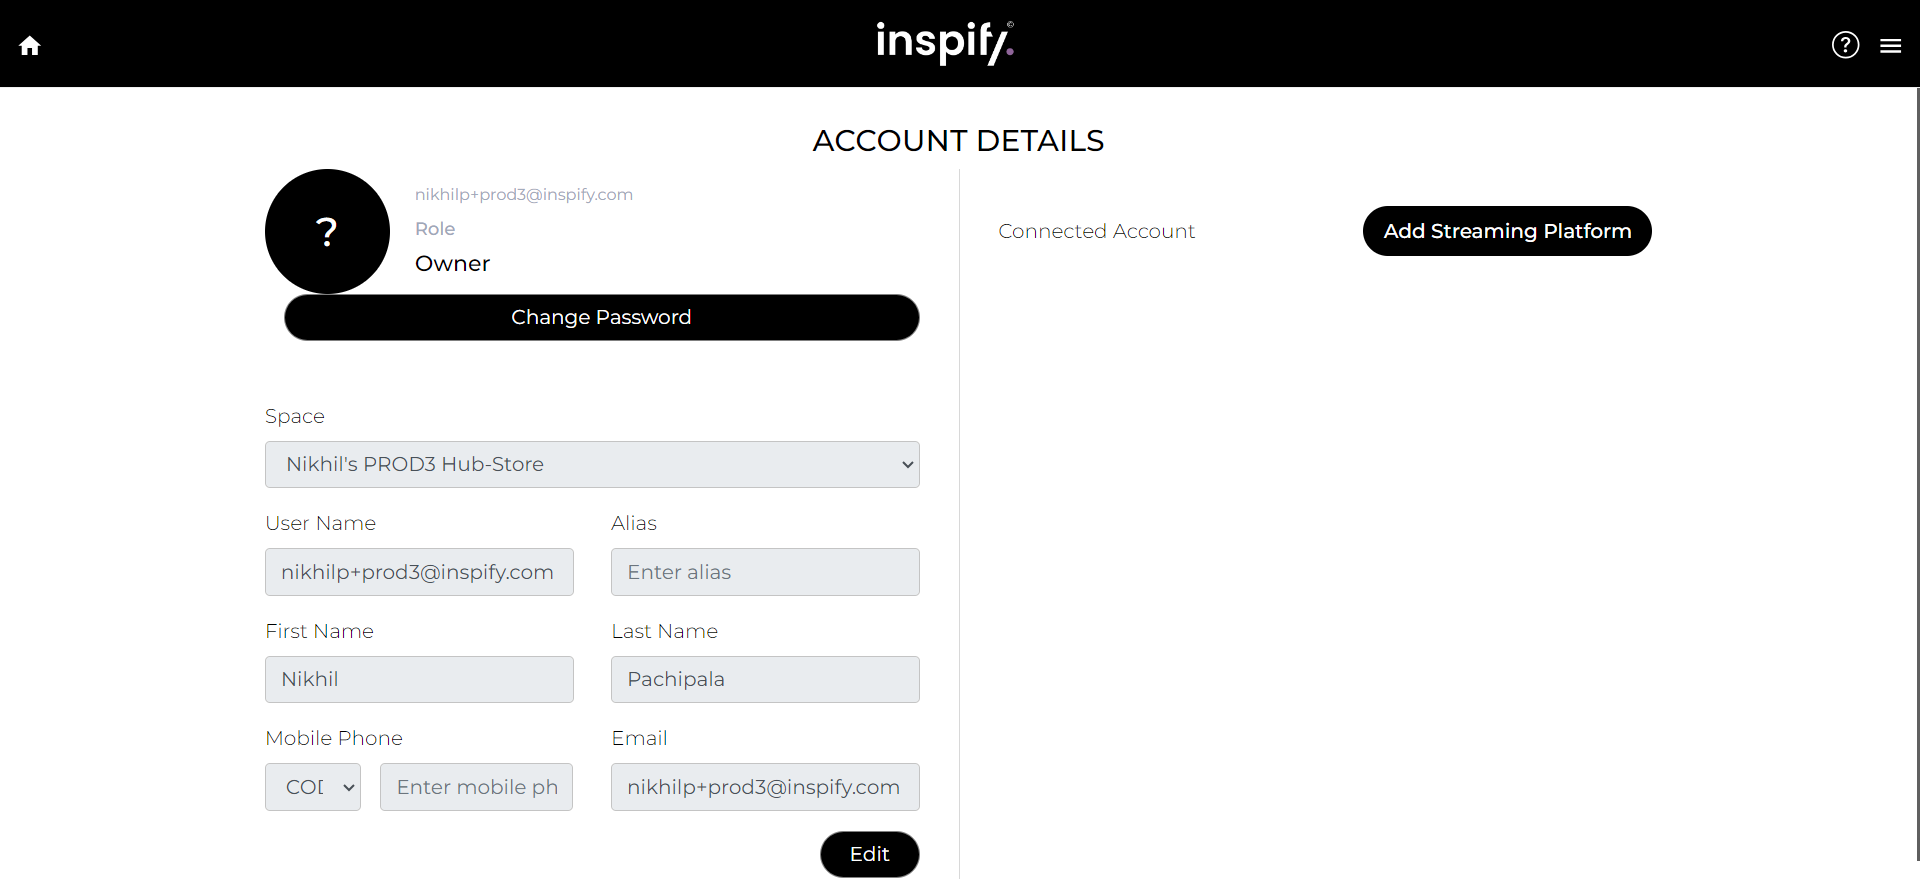 inspify.
©
?
ACCOUNT DETAILS
?
nikhilp+prod3@inspify.com
Role
Owner
Change Password
Connected Account
Add Streaming Platform
Space
Nikhil's PROD3 Hub-Store
User Name
Alias
nikhilp+prod3@inspify.com
Enter alias
First Name
Last Name
Nikhil
Pachipala
Mobile Phone
Email
Enter mobile ph
nikhilp+prod3@inspify.com
Edit